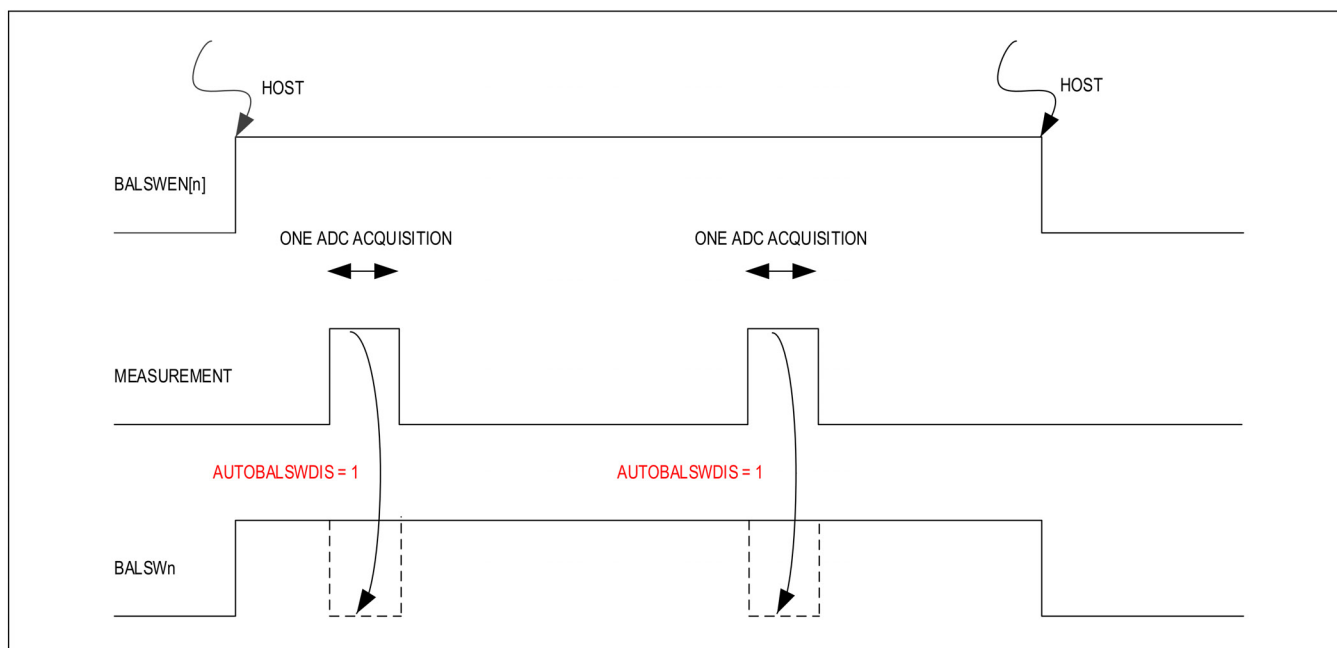 HOST
HOST
BALSWEN[n]
ONE ADC ACQUISITION
ONE ADC ACQUISITION
MEASUREMENT
AUTOBALSWDIS = 1
AUTOBALSWDIS = 1
BALSWn